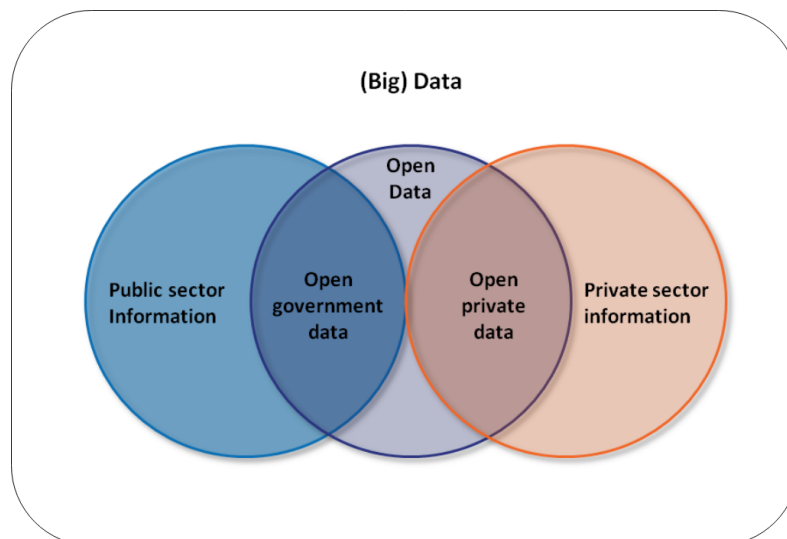 (Big) Data
Open
Data
Public sector
Information
Open
government
data
Open
private
data
Private sector
information